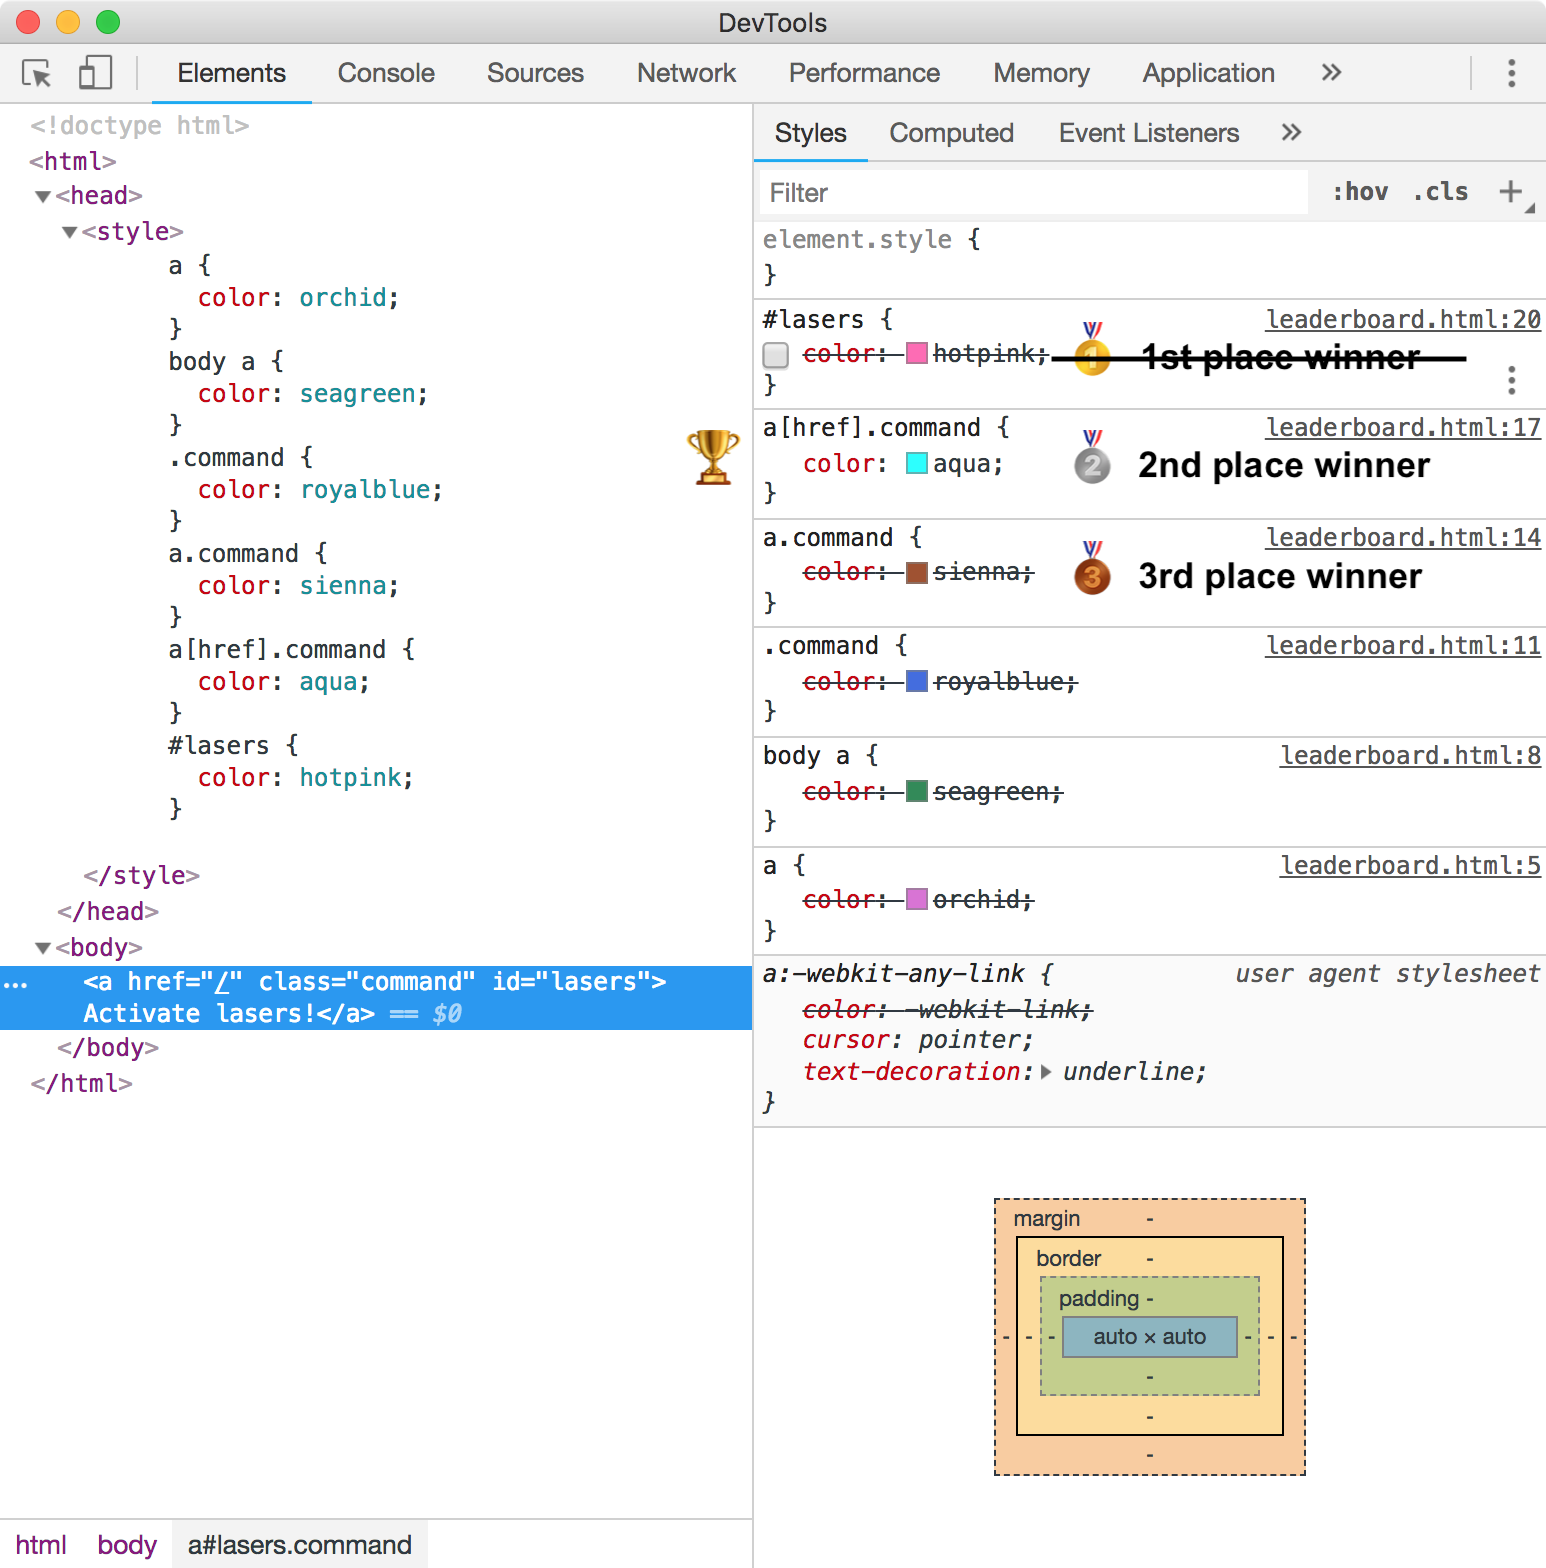 DevTools
Elements Console Sources Network Performance Memory Application »
<!doctype html>
<html>
▼<head>
▼<style>
a {
color: orchid;
}
body a {
color: seagreen;
}
.command {
color: royalblue;
}
a.command {
color: sienna;
}
a[href].command {
color: aqua;
}
#lasers {
color: hotpink;
}
</style>
</head>
▼<body>
… <a href="/" class="command" id="lasers">
Activate lasers!</a> == $0
</body>
</html>
html body a#lasers.command
Styles Computed Event Listeners »
Filter :hov .cls +
element.style {
}
#lasers { leaderboard.html:20
color: hotpink; 1 1st place winner
}
a[href].command { leaderboard.html:17
color: aqua; 2 2nd place winner
}
a.command { leaderboard.html:14
color: sienna; 3 3rd place winner
}
.command { leaderboard.html:11
color: royalblue;
}
body a { leaderboard.html:8
color: seagreen;
}
a { leaderboard.html:5
color: orchid;
}
a:-webkit-any-link { user agent stylesheet
color: -webkit-link;
cursor: pointer;
text-decoration:▶ underline;
}
margin -
border -
padding -
- - - auto × auto - - -
-
-
-